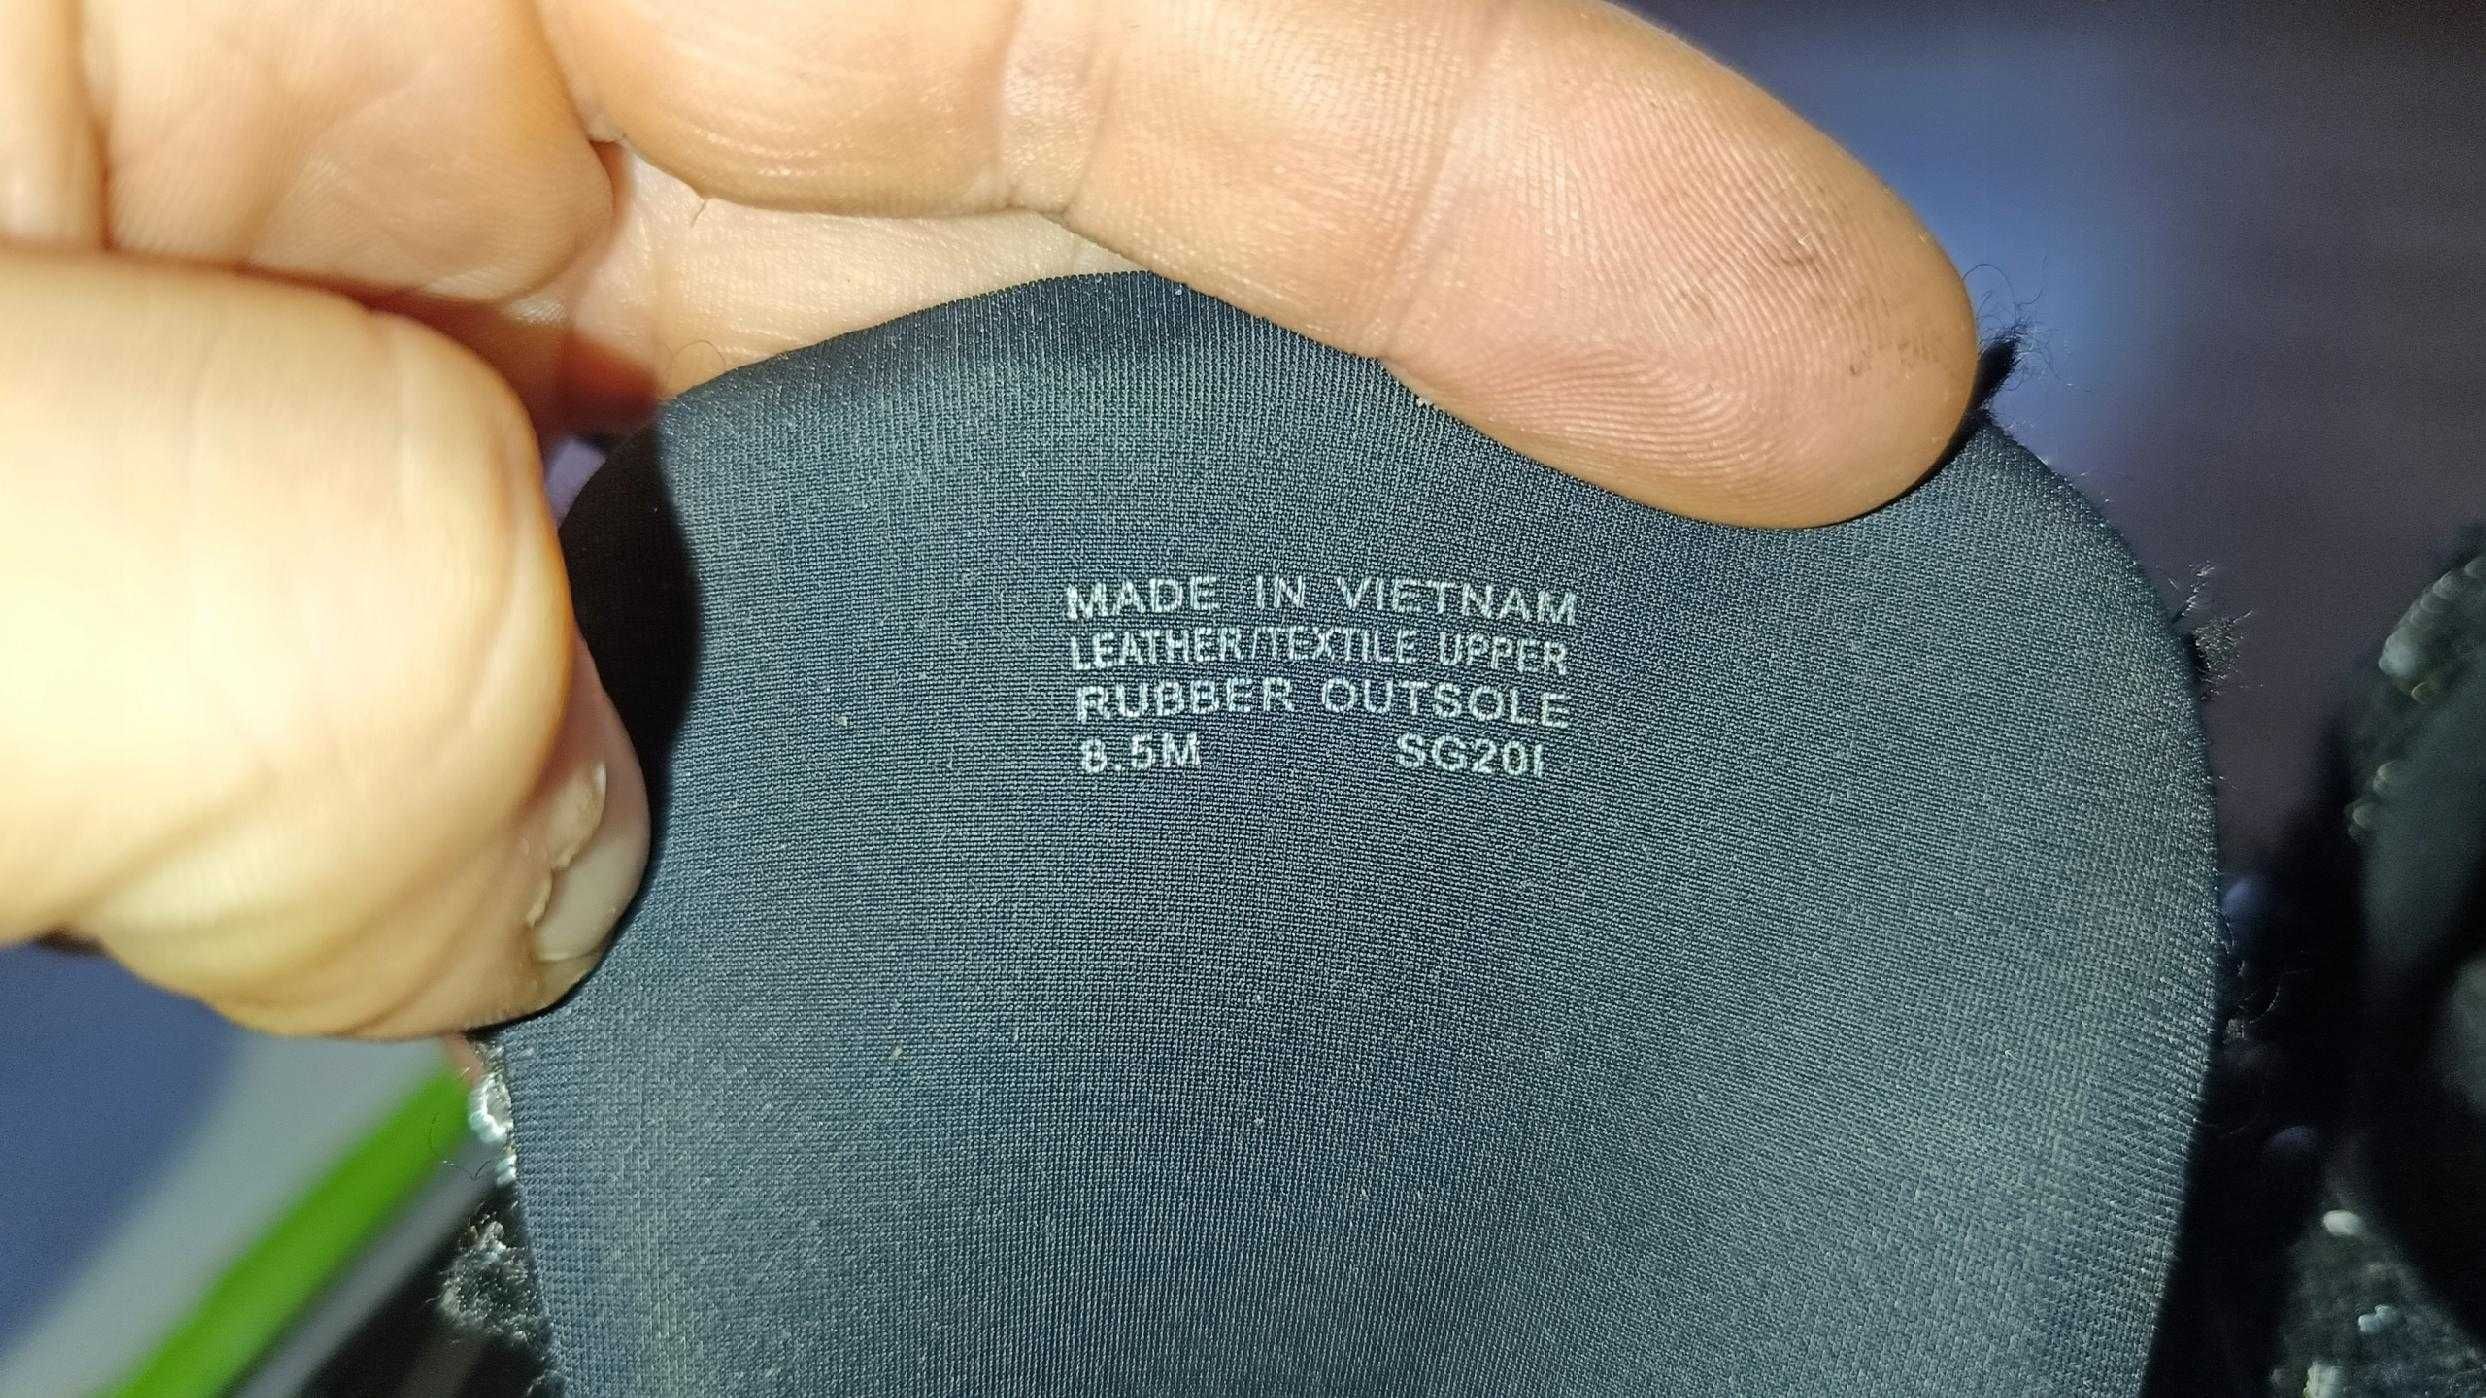 MADE IN VIETNAM
LEATHER/TEXTILE UPPER
RUBBER OUTSOLE
8.5M SG20I